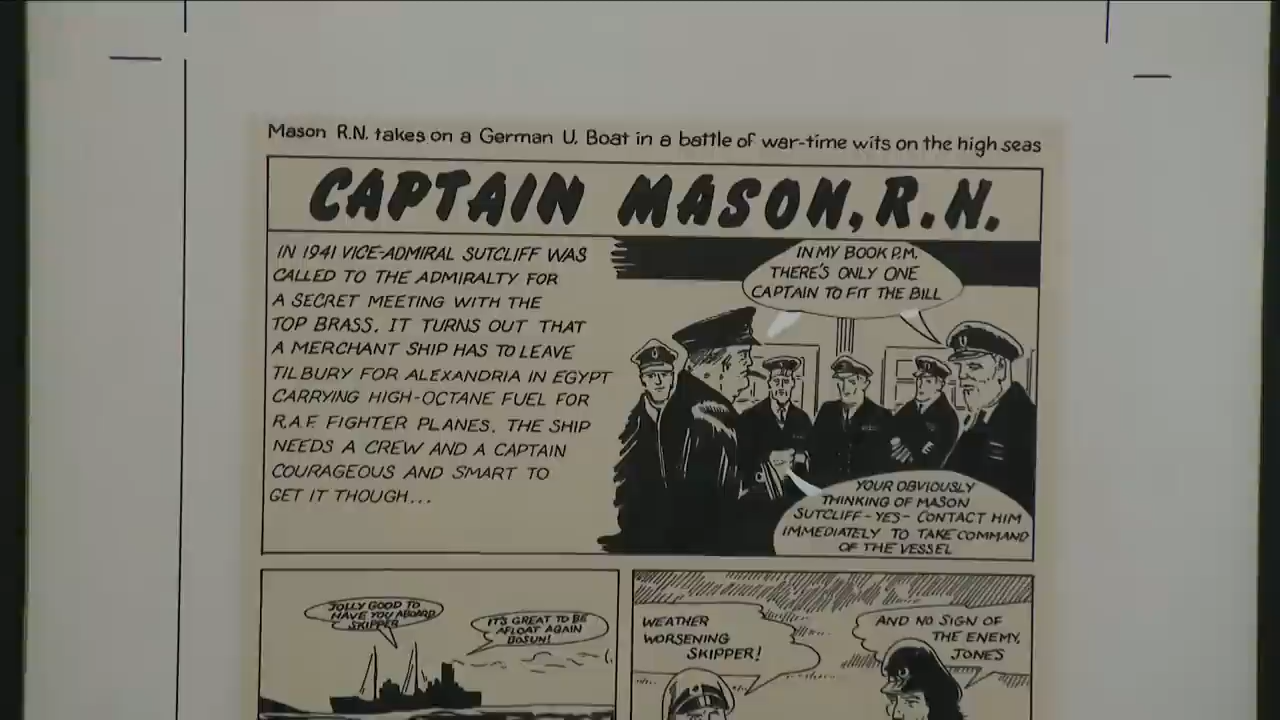 Mason R.N. takes on a German U. Boat in a battle of war-time wits on the high seas
CAPTAIN MASON, R.N.
IN 1941 VICE-ADMIRAL SUTCLIFF WAS
CALLED TO THE ADMIRALTY FOR
A SECRET MEETING WITH THE
TOP BRASS. IT TURNS OUT THAT
A MERCHANT SHIP HAS TO LEAVE
TILBURY FOR ALEXANDRIA IN EGYPT
CARRYING HIGH-OCTANE FUEL FOR
R.A.F. FIGHTER PLANES. THE SHIP
NEEDS A CREW AND A CAPTAIN
COURAGEOUS AND SMART TO
GET IT THOUGH...
IN MY BOOK P.M.
THERE'S ONLY ONE
CAPTAIN TO FIT THE BILL
YOUR OBVIOUSLY
THINKING OF MASON
SUTCLIFF-YES- CONTACT HIM
IMMEDIATELY TO TAKE COMMAND
OF THE VESSEL
JOLLY GOOD TO
HAVE YOU ABOARD
SKIPPER
IT'S GREAT TO BE
AFLOAT AGAIN
BOSUN!
WEATHER
WORSENING
SKIPPER!
AND NO SIGN OF
THE ENEMY,
JONES